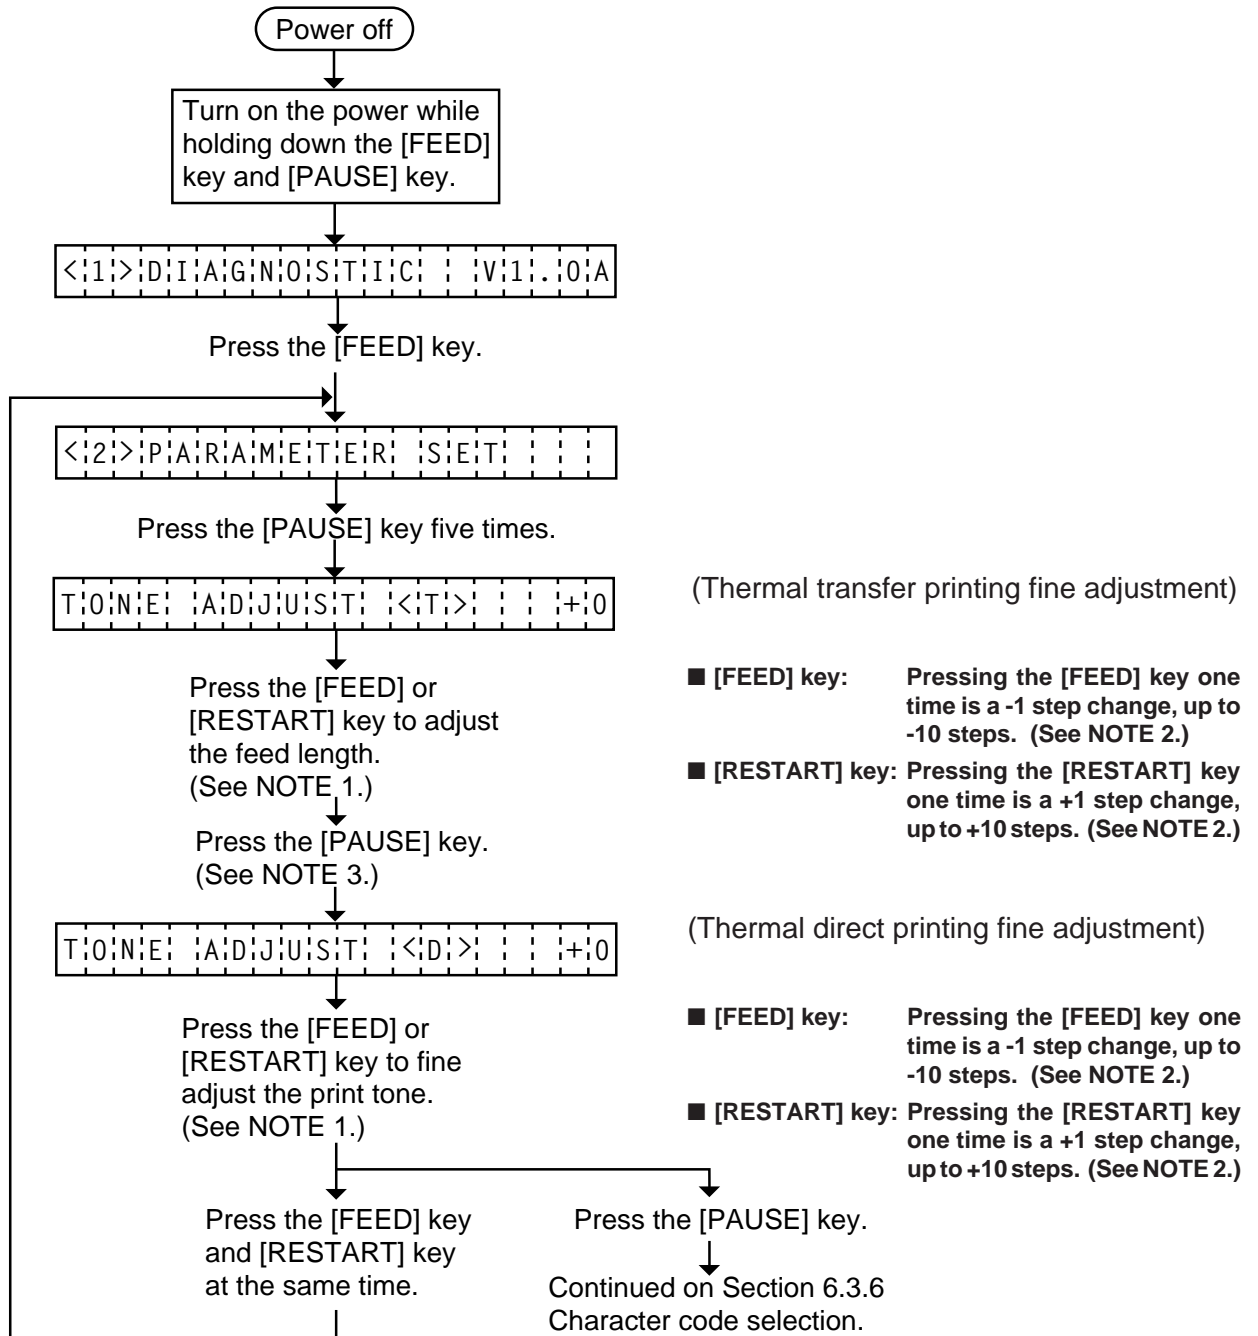 Power off
Turn on the power while
holding down the [FEED]
key and [PAUSE] key.
<1>DIAGNOSTIC  V1.0A
Press the [FEED] key.
<2>PARAMETER SET
Press the [PAUSE] key five times.
TONE ADJUST <T>   +0
(Thermal transfer printing fine adjustment)
Press the [FEED] or
[RESTART] key to adjust
the feed length.
(See NOTE 1.)
■ [FEED] key: Pressing the [FEED] key one
time is a -1 step change, up to
-10 steps. (See NOTE 2.)
■ [RESTART] key: Pressing the [RESTART] key
one time is a +1 step change,
up to +10 steps. (See NOTE 2.)
Press the [PAUSE] key.
(See NOTE 3.)
TONE ADJUST <D>   +0
(Thermal direct printing fine adjustment)
Press the [FEED] or
[RESTART] key to fine
adjust the print tone.
(See NOTE 1.)
■ [FEED] key: Pressing the [FEED] key one
time is a -1 step change, up to
-10 steps. (See NOTE 2.)
■ [RESTART] key: Pressing the [RESTART] key
one time is a +1 step change,
up to +10 steps. (See NOTE 2.)
Press the [FEED] key
and [RESTART] key
at the same time.
Press the [PAUSE] key.
Continued on Section 6.3.6
Character code selection.